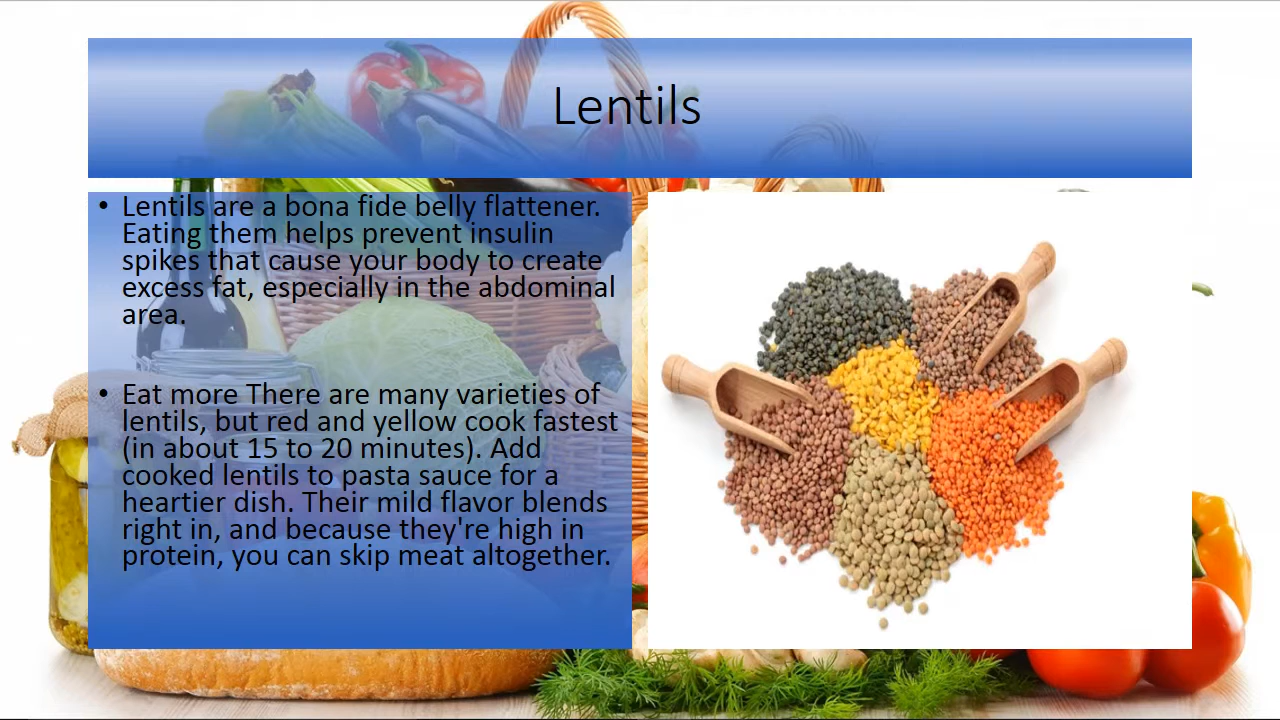 Lentils
• Lentils are a bona fide belly flattener.
Eating them helps prevent insulin
spikes that cause your body to create
excess fat, especially in the abdominal
area.
• Eat more There are many varieties of
lentils, but red and yellow cook fastest
(in about 15 to 20 minutes). Add
cooked lentils to pasta sauce for a
heartier dish. Their mild flavor blends
right in, and because they're high in
protein, you can skip meat altogether.